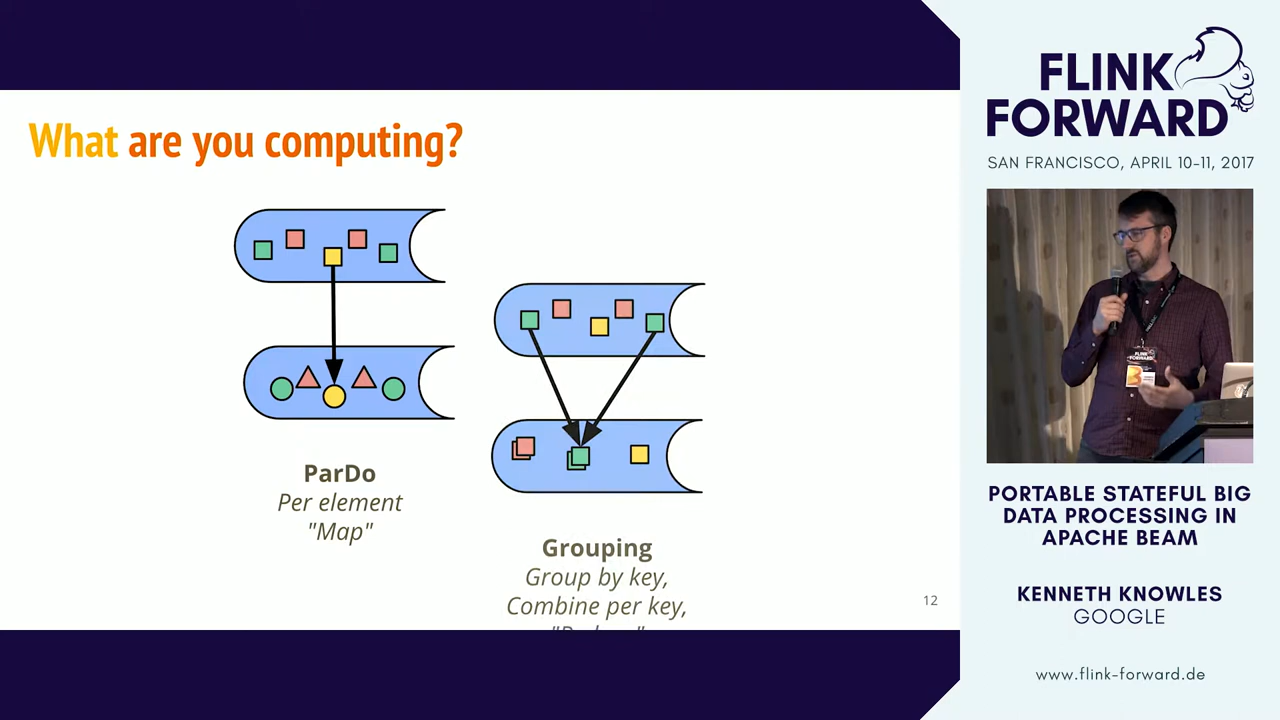 What are you computing?
ParDo
Per element
"Map"
Grouping
Group by key,
Combine per key,
12
FLINK
FORWARD
SAN FRANCISCO, APRIL 10-11, 2017
PORTABLE STATEFUL BIG
DATA PROCESSING IN
APACHE BEAM
KENNETH KNOWLES
GOOGLE
www.flink-forward.de